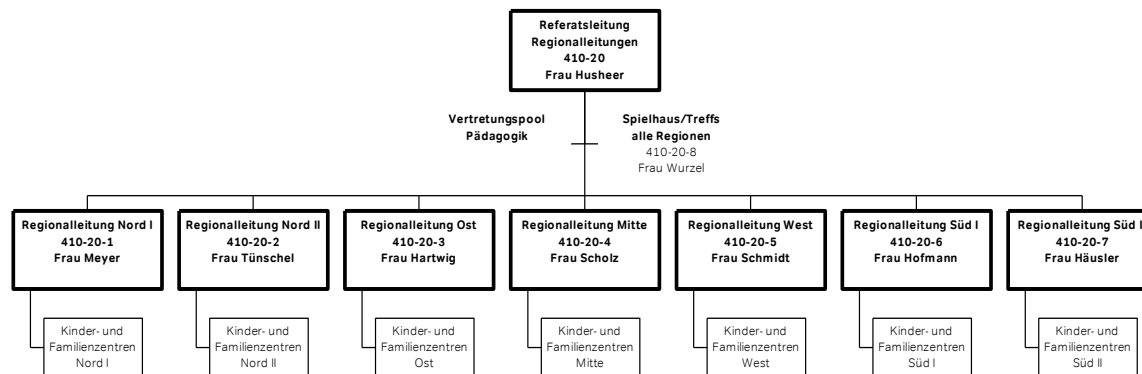 Referatsleitung
Regionalleitungen
410-20
Frau Husheer
Vertretungspool
Pädagogik
Spielhaus/Treffs
alle Regionen
410-20-8
Frau Wurzel
Regionalleitung Nord I
410-20-1
Frau Meyer
Regionalleitung Nord II
410-20-2
Frau Tünschel
Regionalleitung Ost
410-20-3
Frau Hartwig
Regionalleitung Mitte
410-20-4
Frau Scholz
Regionalleitung West
410-20-5
Frau Schmidt
Regionalleitung Süd I
410-20-6
Frau Hofmann
Regionalleitung Süd I
410-20-7
Frau Häusler
Kinder- und
Familienzentren
Nord I
Kinder- und
Familienzentren
Nord II
Kinder- und
Familienzentren
Ost
Kinder- und
Familienzentren
Mitte
Kinder- und
Familienzentren
West
Kinder- und
Familienzentren
Süd I
Kinder- und
Familienzentren
Süd II